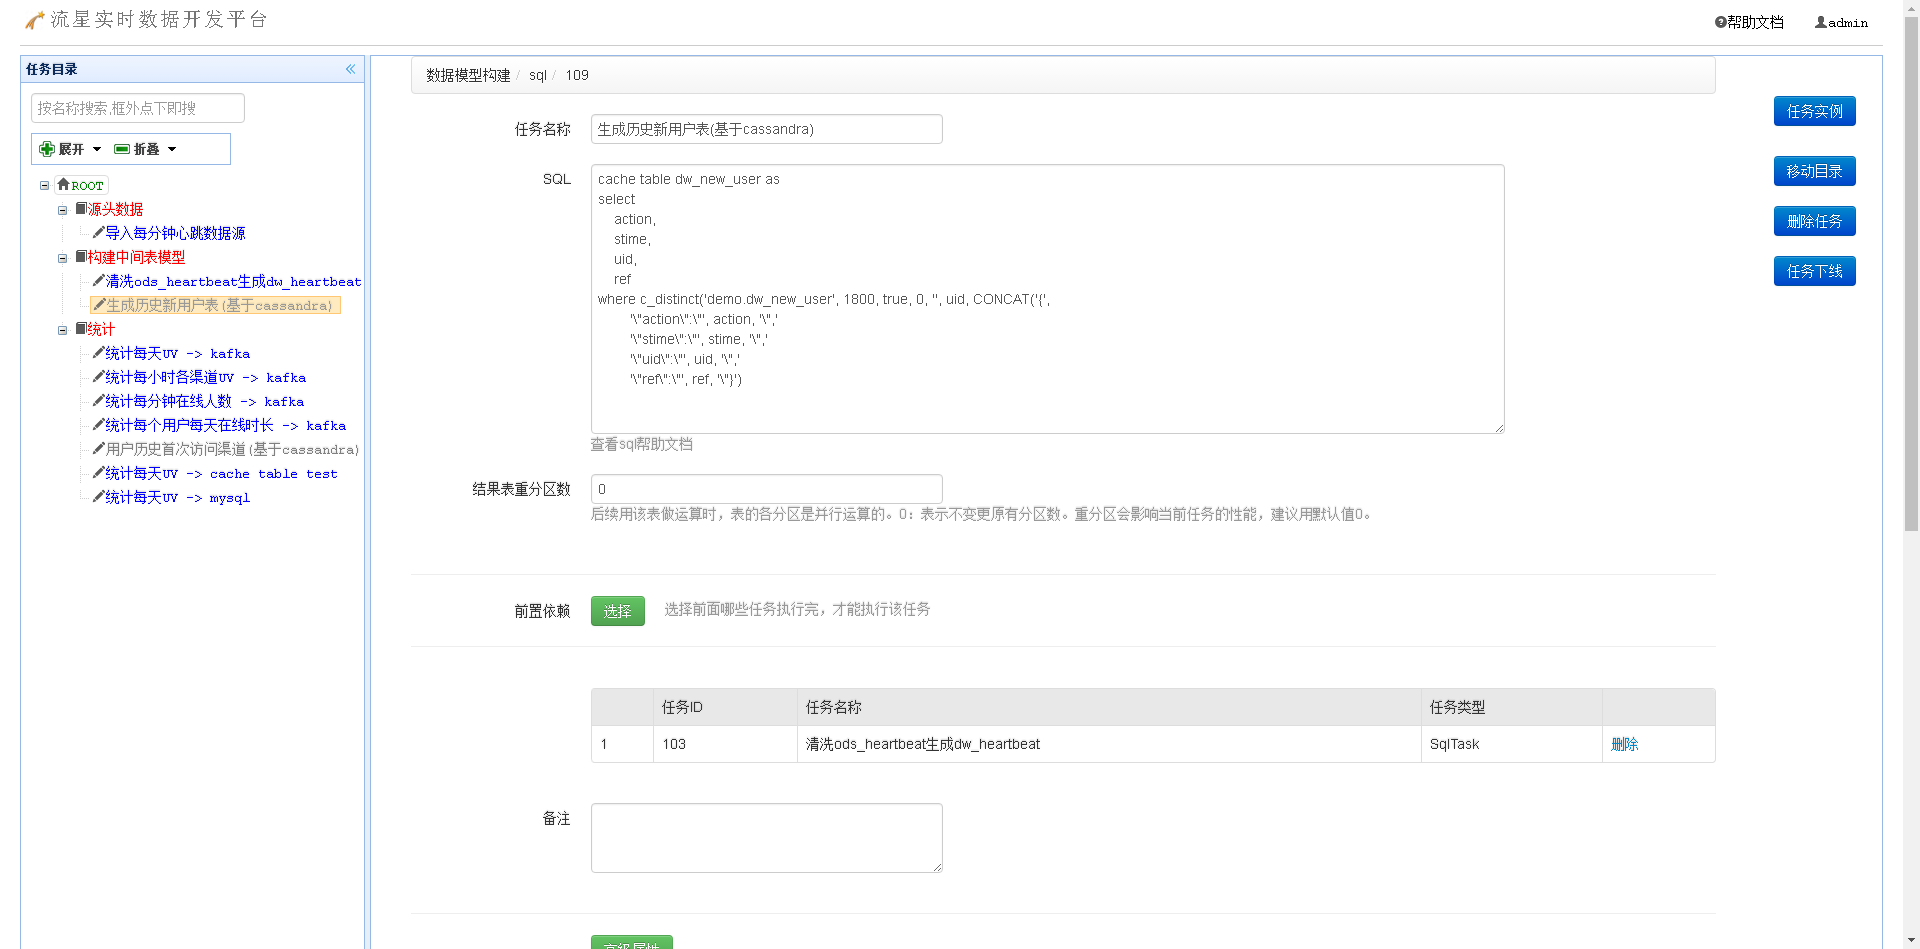 流星实时数据开发平台
帮助文档
admin
任务目录
按名称搜索,框外点下即搜
展开 折叠
ROOT
源头数据
导入每分钟心跳数据源
构建中间表模型
清洗ods_heartbeat生成dw_heartbeat
生成历史新用户表(基于cassandra)
统计
统计每天UV -> kafka
统计每小时各渠道UV -> kafka
统计每分钟在线人数 -> kafka
统计每个用户每天在线时长 -> kafka
用户历史首次访问渠道(基于cassandra)
统计每天UV -> cache table test
统计每天UV -> mysql
数据模型构建 / sql / 109
任务名称 生成历史新用户表(基于cassandra)
SQL
cache table dw_new_user as
select
action,
stime,
uid,
ref
where c_distinct('demo.dw_new_user', 1800, true, 0, '', uid, CONCAT('{',
'\"action\":\"', action, '\",'
'\"stime\":\"', stime, '\",'
'\"uid\":\"', uid, '\",'
'\"ref\":\"', ref, '\"}')
查看sql帮助文档
结果表重分区数 0
后续用该表做运算时，表的各分区是并行运算的。0：表示不变更原有分区数。重分区会影响当前任务的性能，建议用默认值0。
前置依赖 选择 选择前面哪些任务执行完，才能执行该任务
任务ID 任务名称 任务类型
1 103 清洗ods_heartbeat生成dw_heartbeat SqlTask 删除
备注
高级属性
任务实例
移动目录
删除任务
任务下线